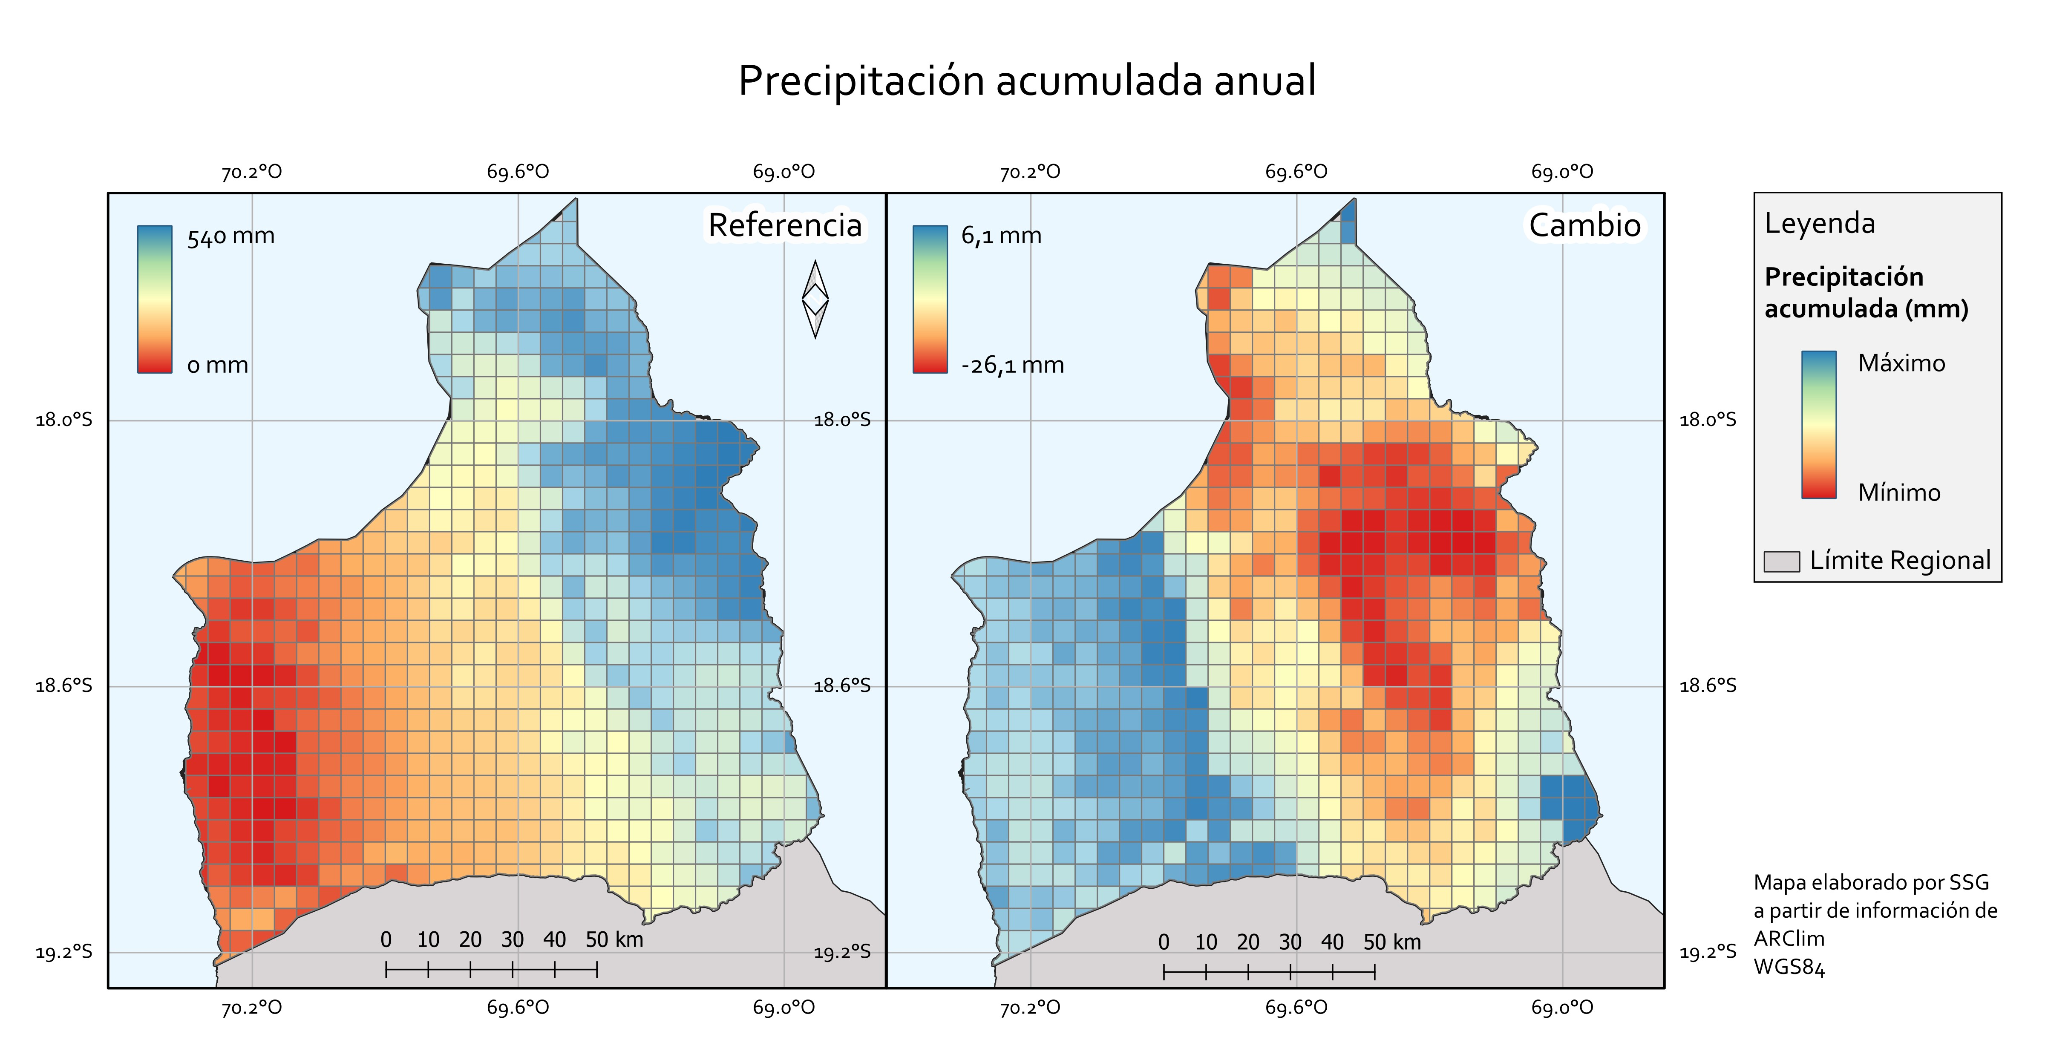 Precipitación acumulada anual
70.2°O 69.6°O 69.0°O 70.2°O 69.6°O 69.0°O
Referencia
540 mm
0 mm
Cambio
6,1 mm
-26,1 mm
18.0°S 18.0°S 18.0°S
18.6°S 18.6°S 18.6°S
19.2°S 19.2°S 19.2°S
0 10 20 30 40 50 km
0 10 20 30 40 50 km
70.2°O 69.6°O 69.0°O 70.2°O 69.6°O 69.0°O
Leyenda
Precipitación
acumulada (mm)
Máximo
Mínimo
Límite Regional
Mapa elaborado por SSG
a partir de información de
ARClim
WGS84